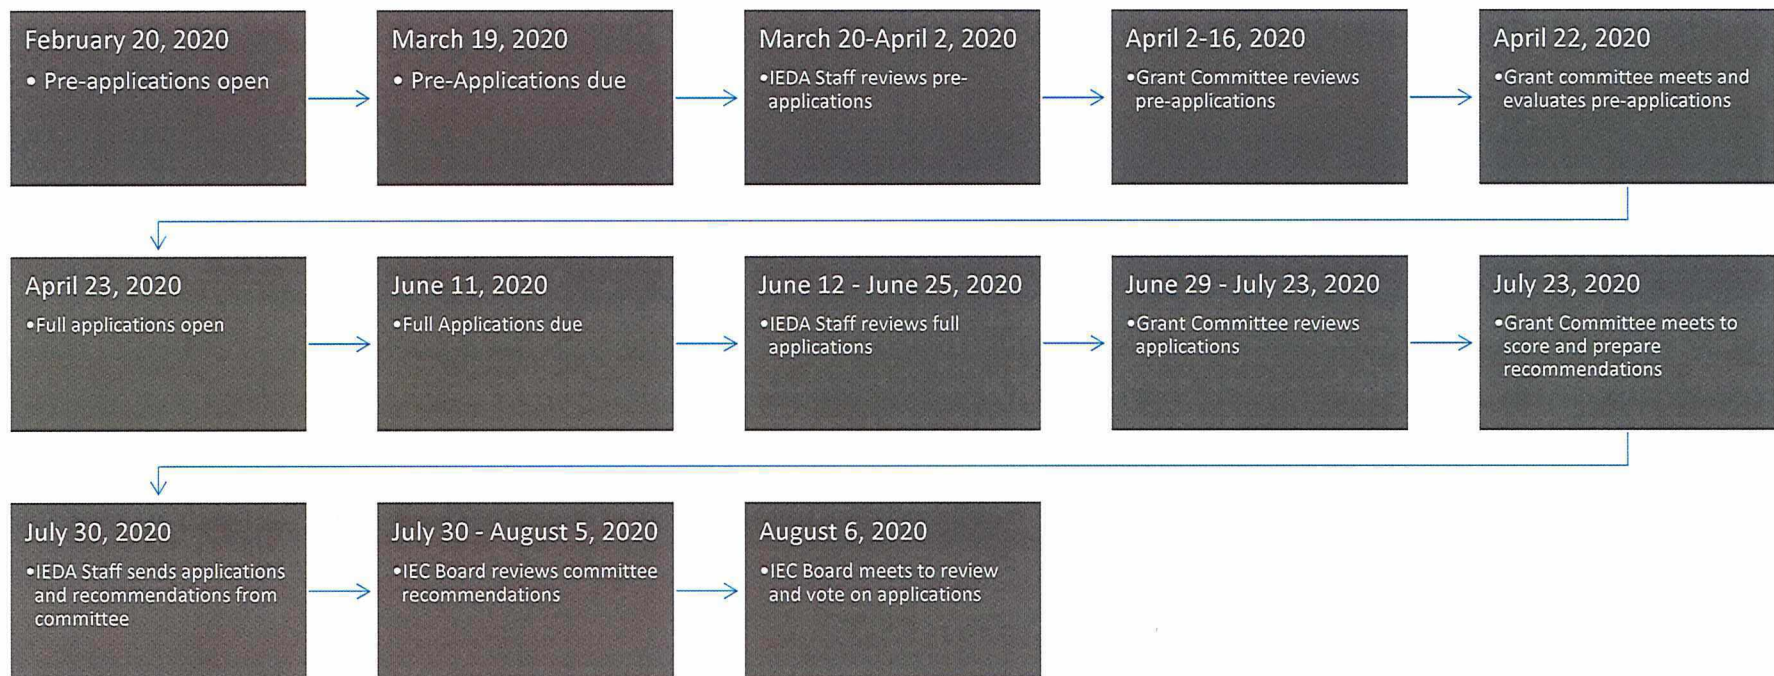 February 20, 2020
• Pre-applications open
March 19, 2020
• Pre-Applications due
March 20-April 2, 2020
•IEDA Staff reviews pre-
applications
April 2-16, 2020
•Grant Committee reviews
pre-applications
April 22, 2020
•Grant committee meets and
evaluates pre-applications
April 23, 2020
•Full applications open
June 11, 2020
•Full Applications due
June 12 - June 25, 2020
•IEDA Staff reviews full
applications
June 29 - July 23, 2020
•Grant Committee reviews
applications
July 23, 2020
•Grant Committee meets to
score and prepare
recommendations
July 30, 2020
•IEDA Staff sends applications
and recommendations from
committee
July 30 - August 5, 2020
•IEC Board reviews committee
recommendations
August 6, 2020
•IEC Board meets to review
and vote on applications